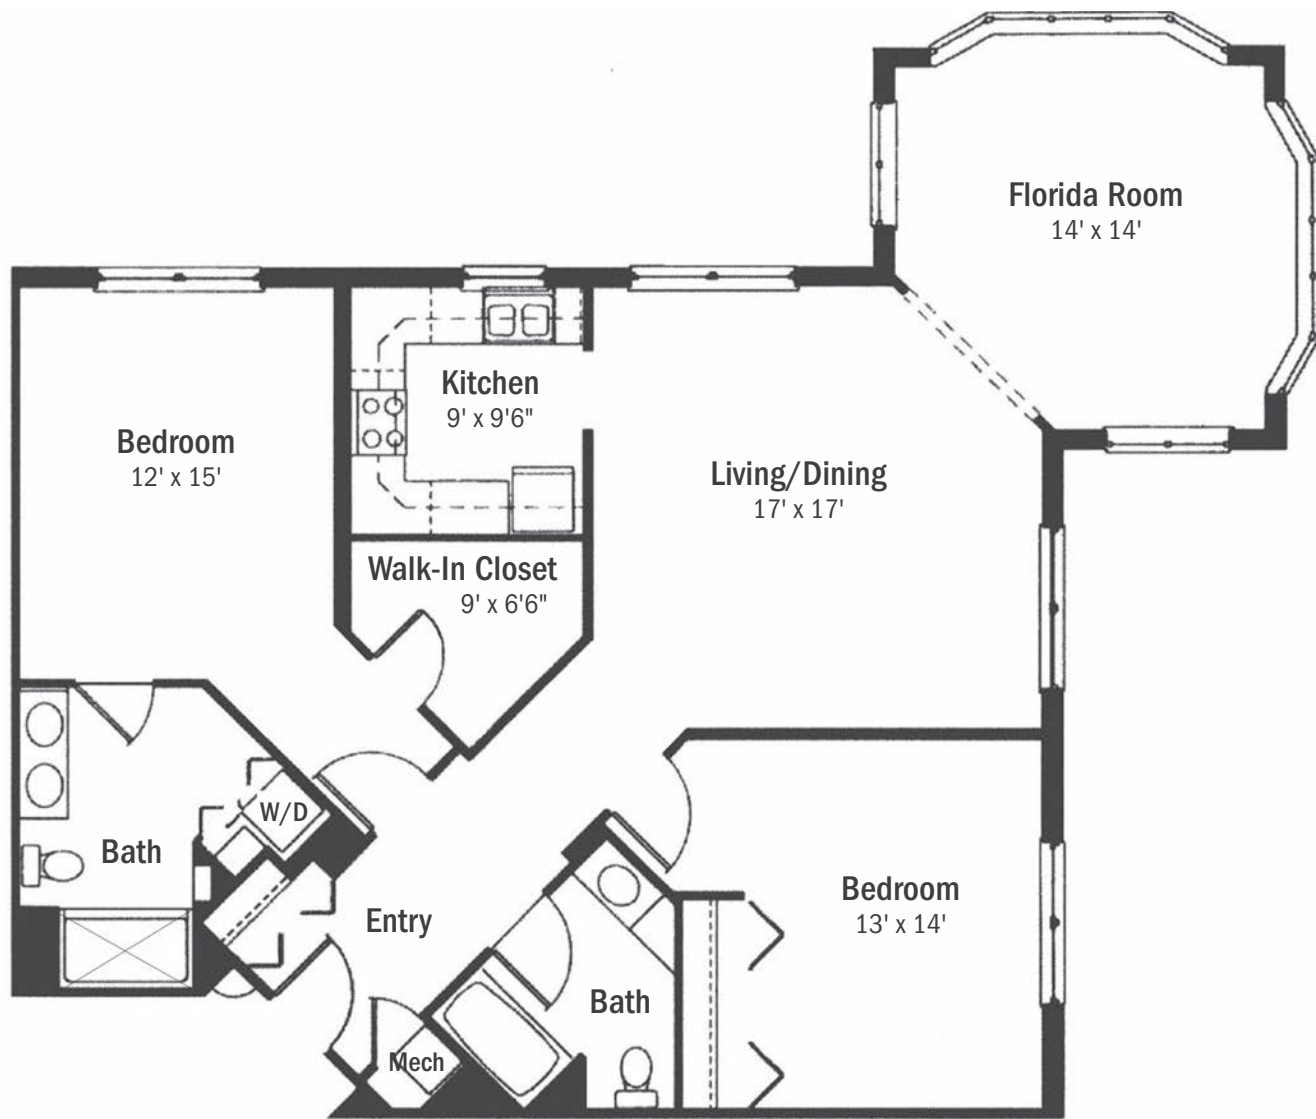 Florida Room
14' x 14'
Kitchen
9' x 9'6"
Bedroom
12' x 15'
Living/Dining
17' x 17'
Walk-In Closet
9' x 6'6"
W/D
Bath
Bedroom
13' x 14'
Entry
Bath
Mech